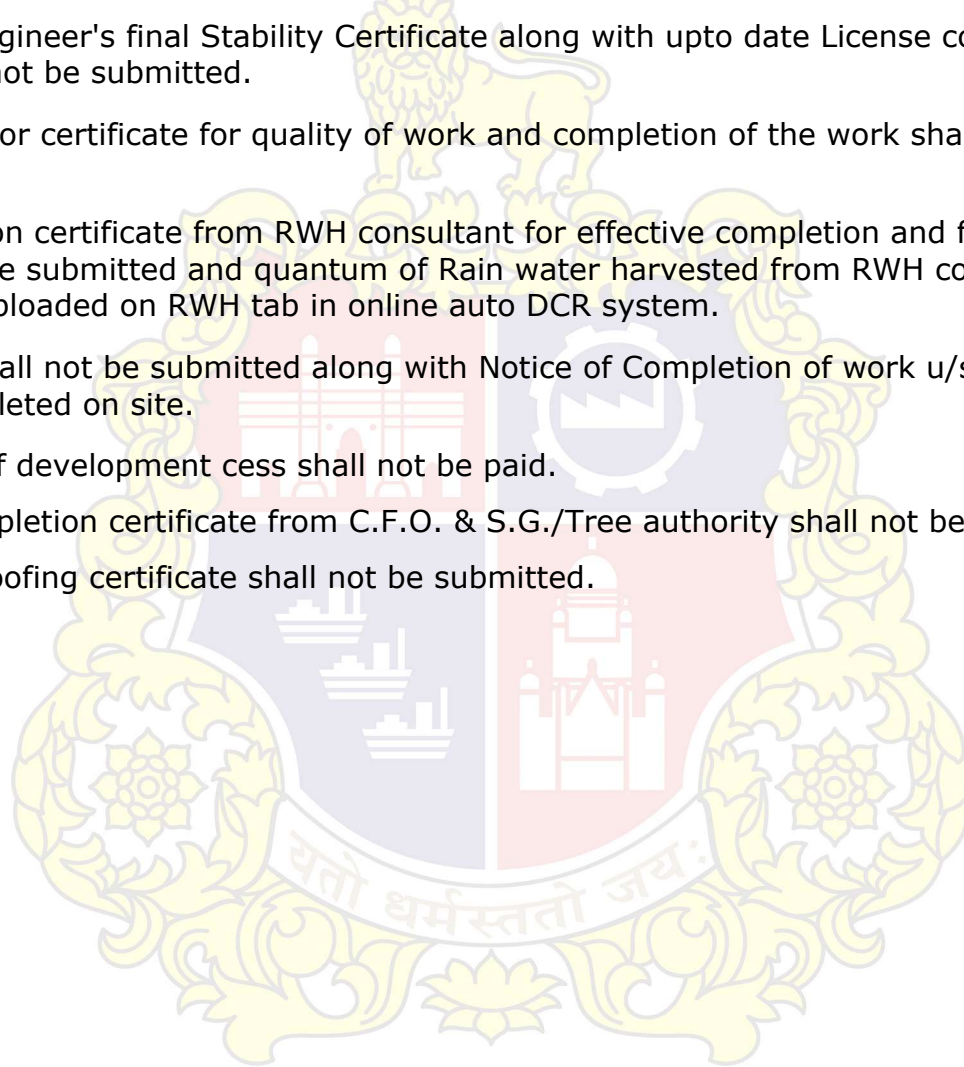 gineer's final Stability Certificate along with upto date License co
not be submitted.
or certificate for quality of work and completion of the work sha
on certificate from RWH consultant for effective completion and f
e submitted and quantum of Rain water harvested from RWH co
ploaded on RWH tab in online auto DCR system.
all not be submitted along with Notice of Completion of work u/s
leted on site.
f development cess shall not be paid.
pletion certificate from C.F.O. & S.G./Tree authority shall not be
oofing certificate shall not be submitted.
यतो धर्मस्ततो जयः